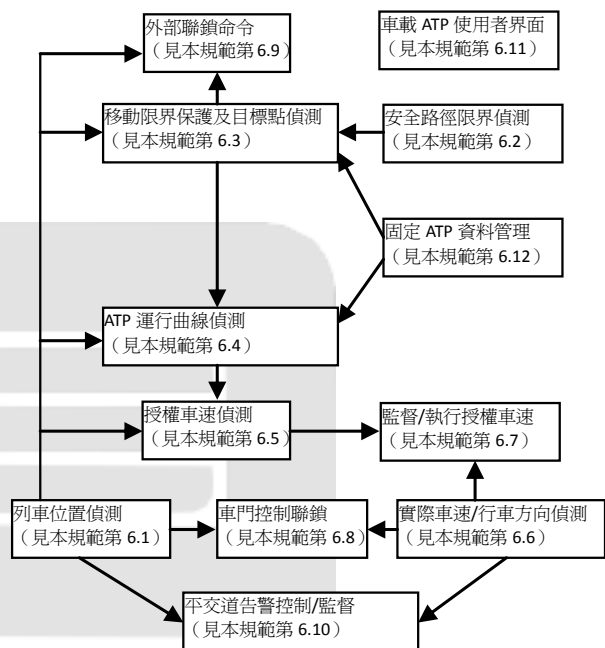 外部聯鎖命令
（見本規範第 6.9）
車載 ATP 使用者界面
（見本規範第 6.11）
移動限界保護及目標點偵測
（見本規範第 6.3）
安全路徑限界偵測
（見本規範第 6.2）
固定 ATP 資料管理
（見本規範第 6.12）
ATP 運行曲線偵測
（見本規範第 6.4）
授權車速偵測
（見本規範第 6.5）
監督/執行授權車速
（見本規範第 6.7）
列車位置偵測
（見本規範第 6.1）
車門控制聯鎖
（見本規範第 6.8）
實際車速/行車方向偵測
（見本規範第 6.6）
平交道告警控制/監督
（見本規範第 6.10）